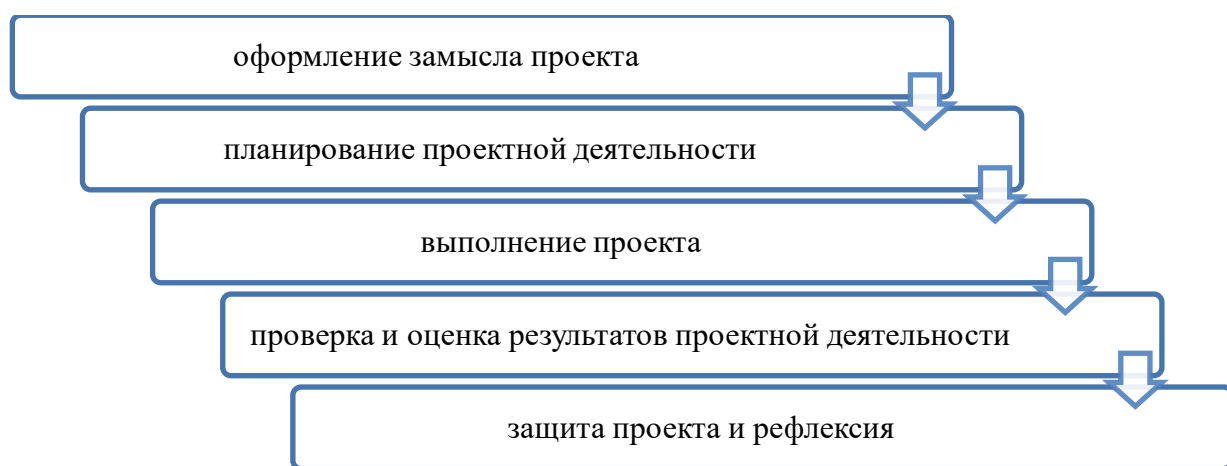 оформление замысла проекта
планирование проектной деятельности
выполнение проекта
проверка и оценка результатов проектной деятельности
защита проекта и рефлексия